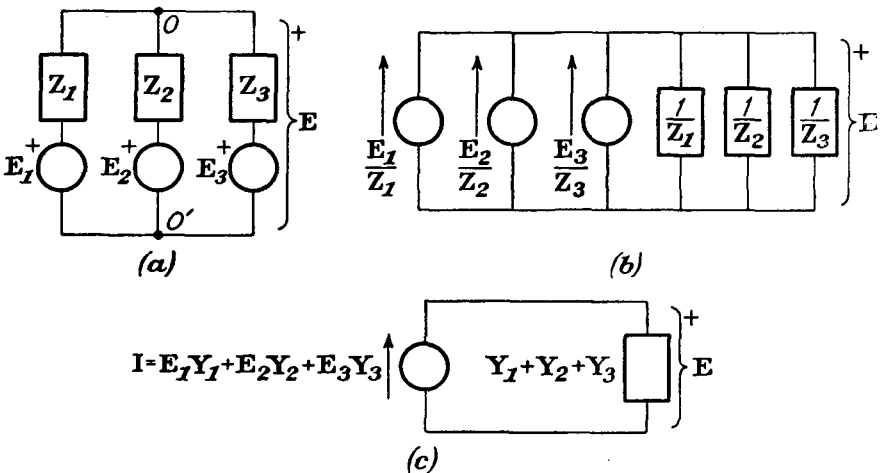 O
+
Z1 Z2 Z3
E
E1 + E2 + E3 +
O'
(a)
+
E1/Z1 E2/Z2 E3/Z3 1/Z1 1/Z2 1/Z3
(b)
+
I=E1Y1+E2Y2+E3Y3 Y1+Y2+Y3 E
(c)